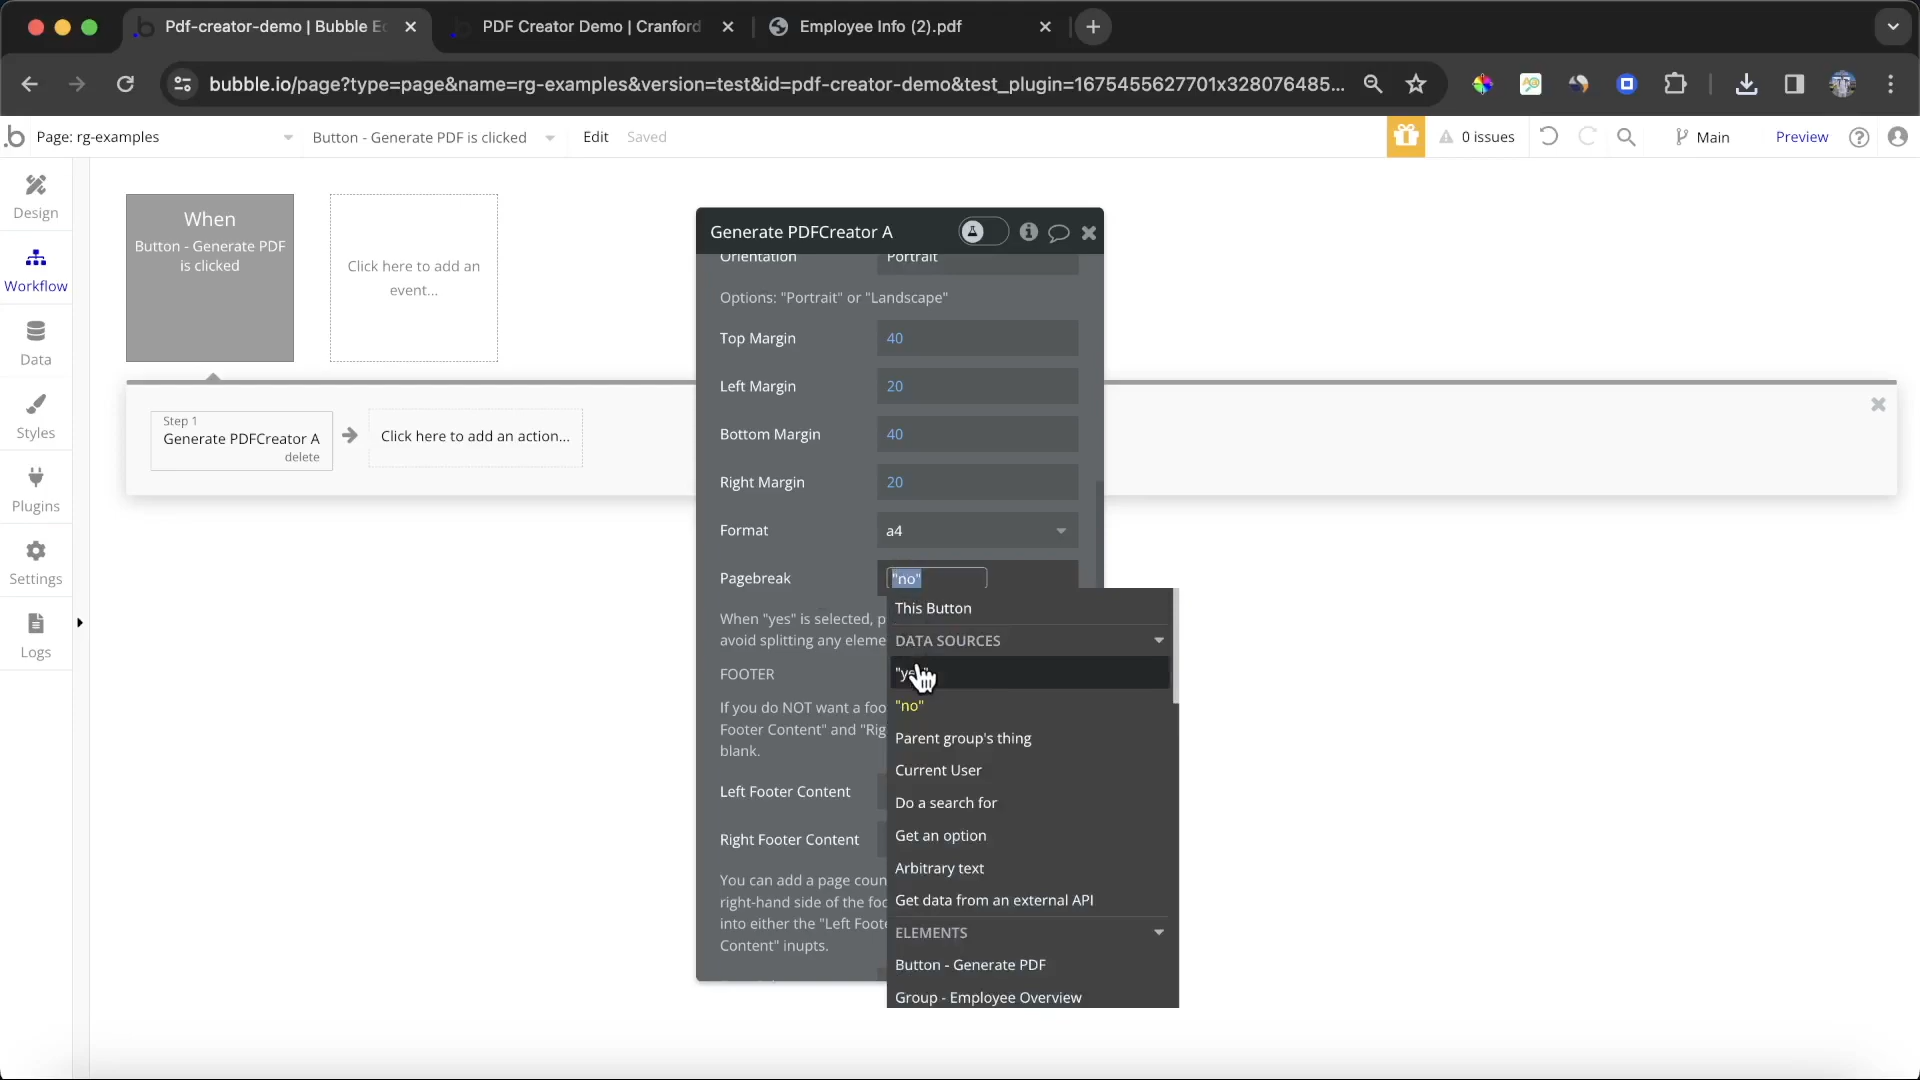 Pdf-creator-demo | Bubble Ed
PDF Creator Demo | Cranford
Employee Info (2).pdf
bubble.io/page?type=page&name=rg-examples&version=test&id=pdf-creator-demo&test_plugin=1675455627701x328076485...
Page: rg-examples
Button - Generate PDF is clicked
Edit
Saved
0 issues
Main
Preview
Design
Workflow
Data
Styles
Plugins
Settings
Logs
When
Button - Generate PDF
is clicked
Click here to add an
event...
Step 1
Generate PDFCreator A
delete
Click here to add an action...
Generate PDFCreator A
Orientation
Portrait
Options: "Portrait" or "Landscape"
Top Margin
40
Left Margin
20
Bottom Margin
40
Right Margin
20
Format
a4
Pagebreak
"no"
When "yes" is selected, p
avoid splitting any eleme
FOOTER
If you do NOT want a foo
Footer Content" and "Rig
blank.
Left Footer Content
Right Footer Content
You can add a page coun
right-hand side of the foo
into either the "Left Foote
Content" inupts.
This Button
DATA SOURCES
"yes"
"no"
Parent group's thing
Current User
Do a search for
Get an option
Arbitrary text
Get data from an external API
ELEMENTS
Button - Generate PDF
Group - Employee Overview